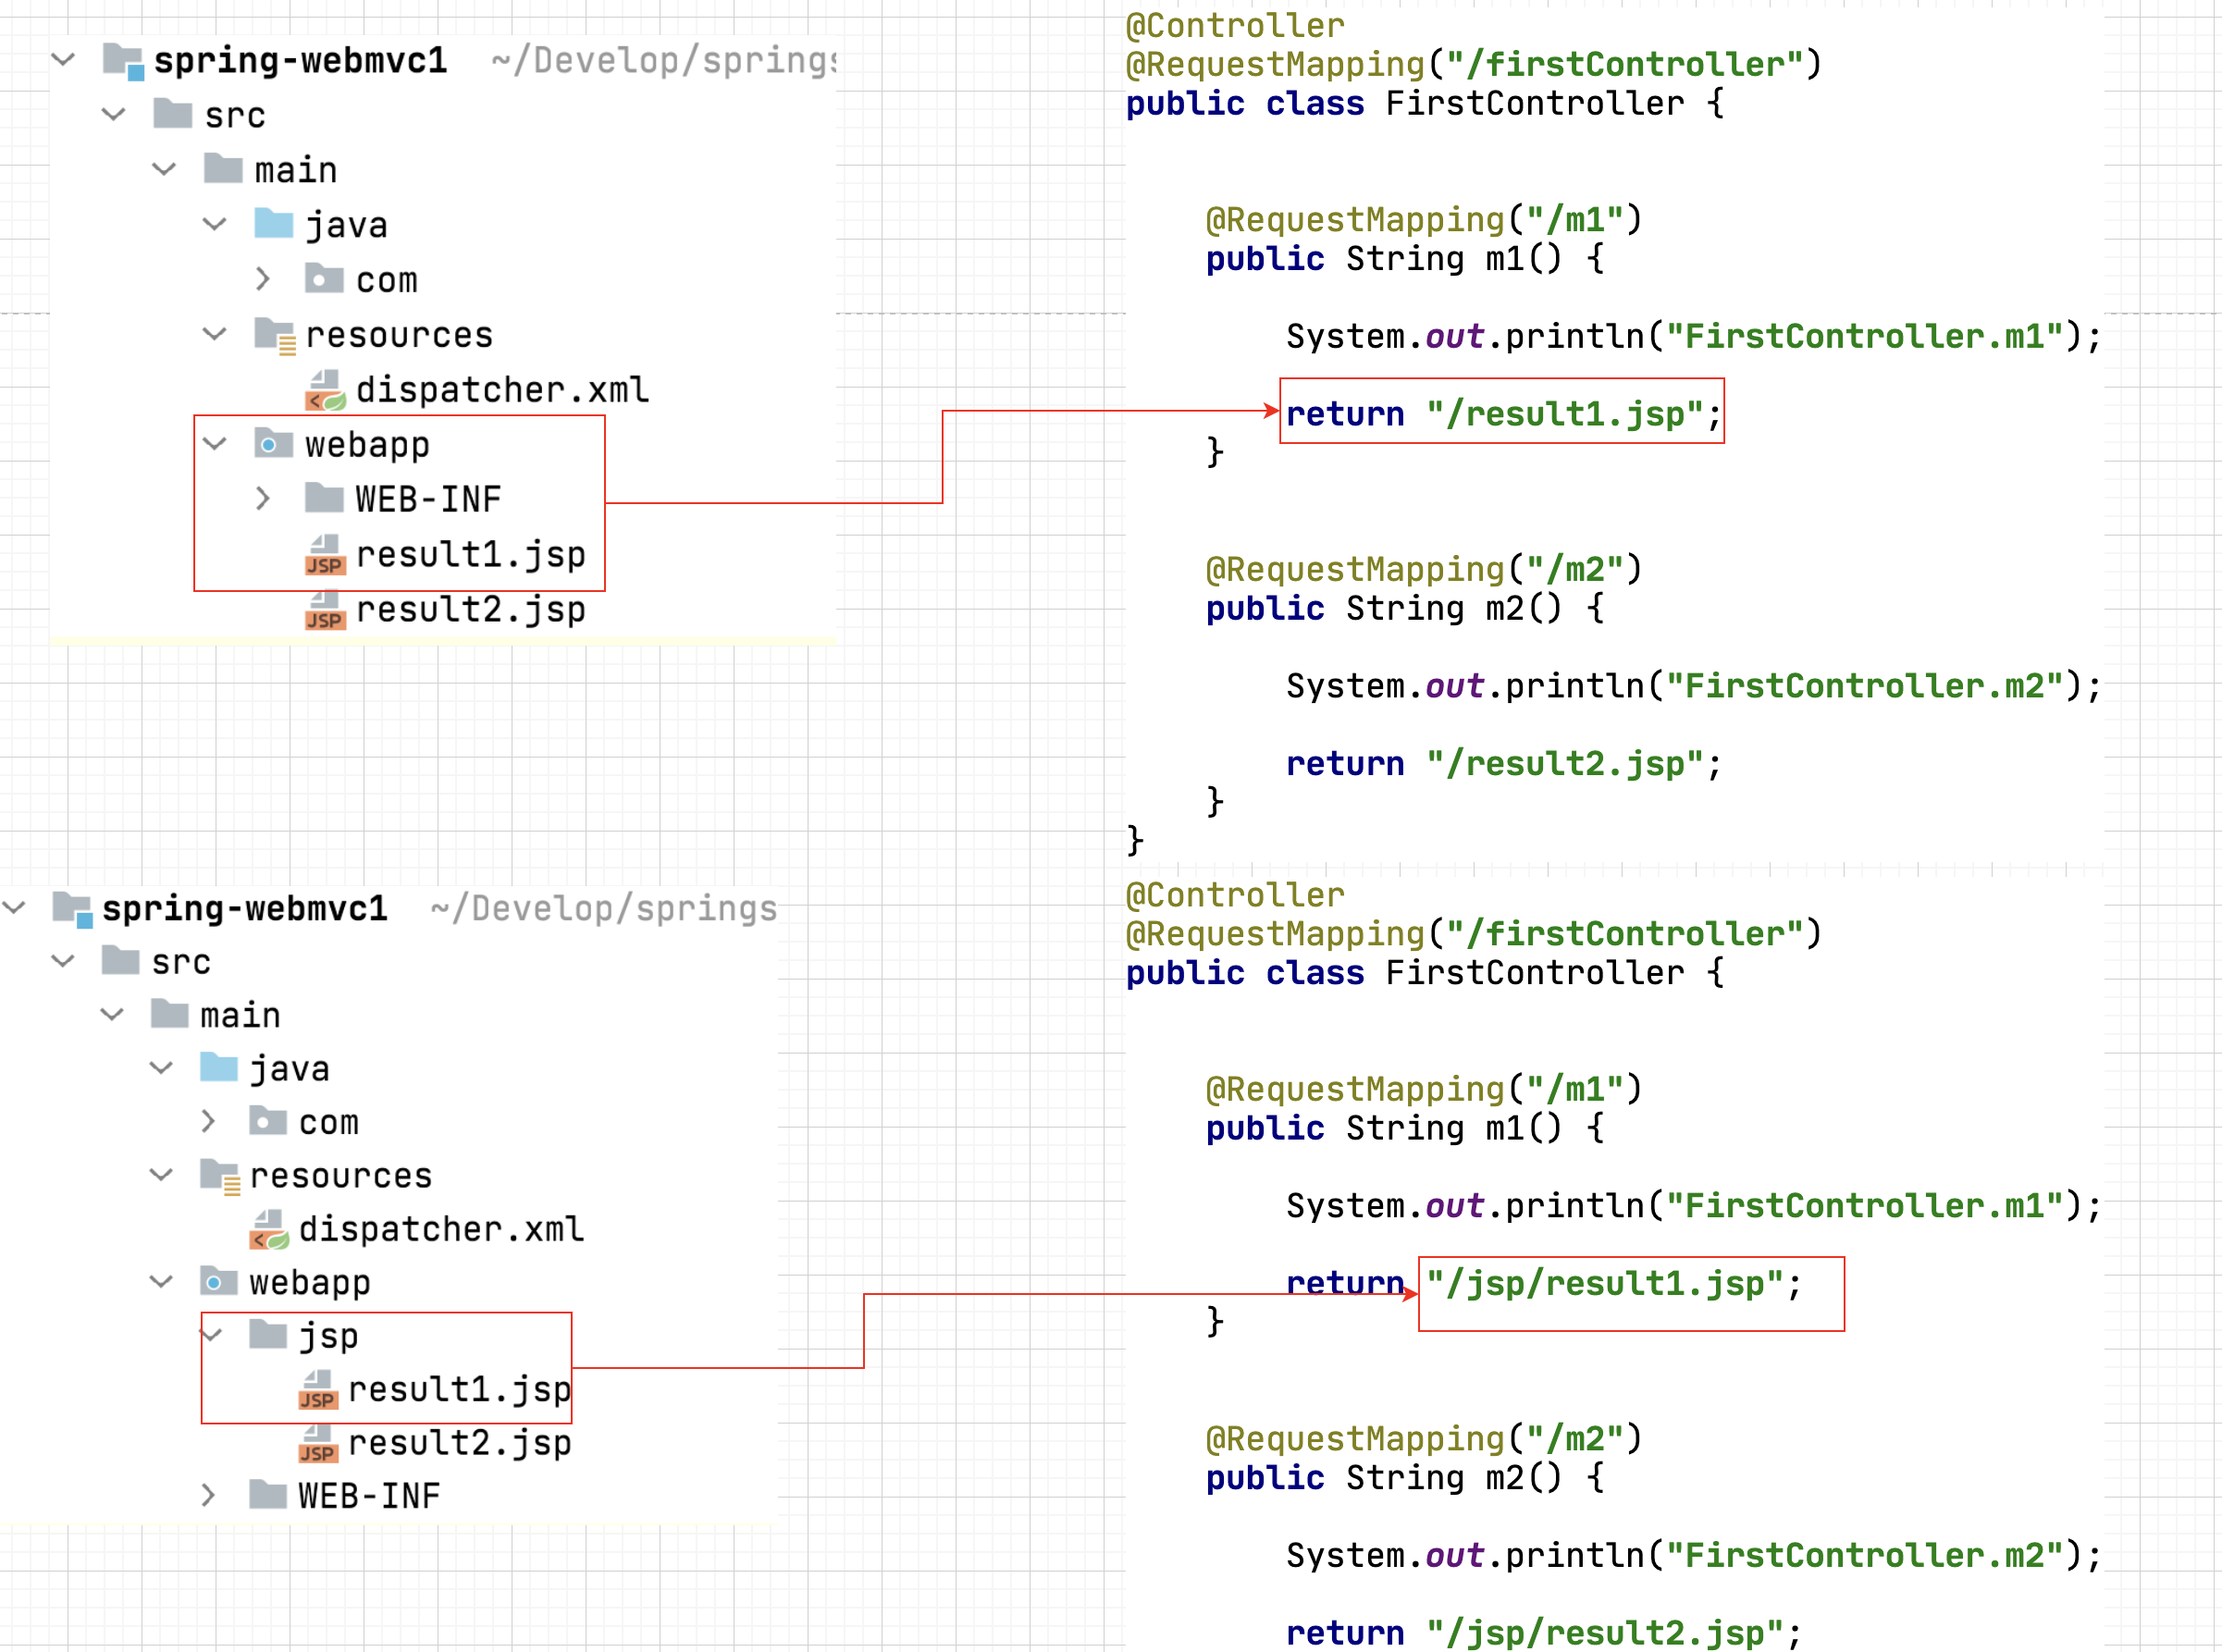 spring-webmvc1 ~/Develop/springs
src
main
java
com
resources
dispatcher.xml
webapp
WEB-INF
JSP result1.jsp
JSP result2.jsp
@Controller
@RequestMapping("/firstController")
public class FirstController {
@RequestMapping("/m1")
public String m1() {
System.out.println("FirstController.m1");
return "/result1.jsp";
}
@RequestMapping("/m2")
public String m2() {
System.out.println("FirstController.m2");
return "/result2.jsp";
}
}
spring-webmvc1 ~/Develop/springs
src
main
java
com
resources
dispatcher.xml
webapp
jsp
JSP result1.jsp
JSP result2.jsp
WEB-INF
@Controller
@RequestMapping("/firstController")
public class FirstController {
@RequestMapping("/m1")
public String m1() {
System.out.println("FirstController.m1");
return "/jsp/result1.jsp";
}
@RequestMapping("/m2")
public String m2() {
System.out.println("FirstController.m2");
return "/jsp/result2.jsp";